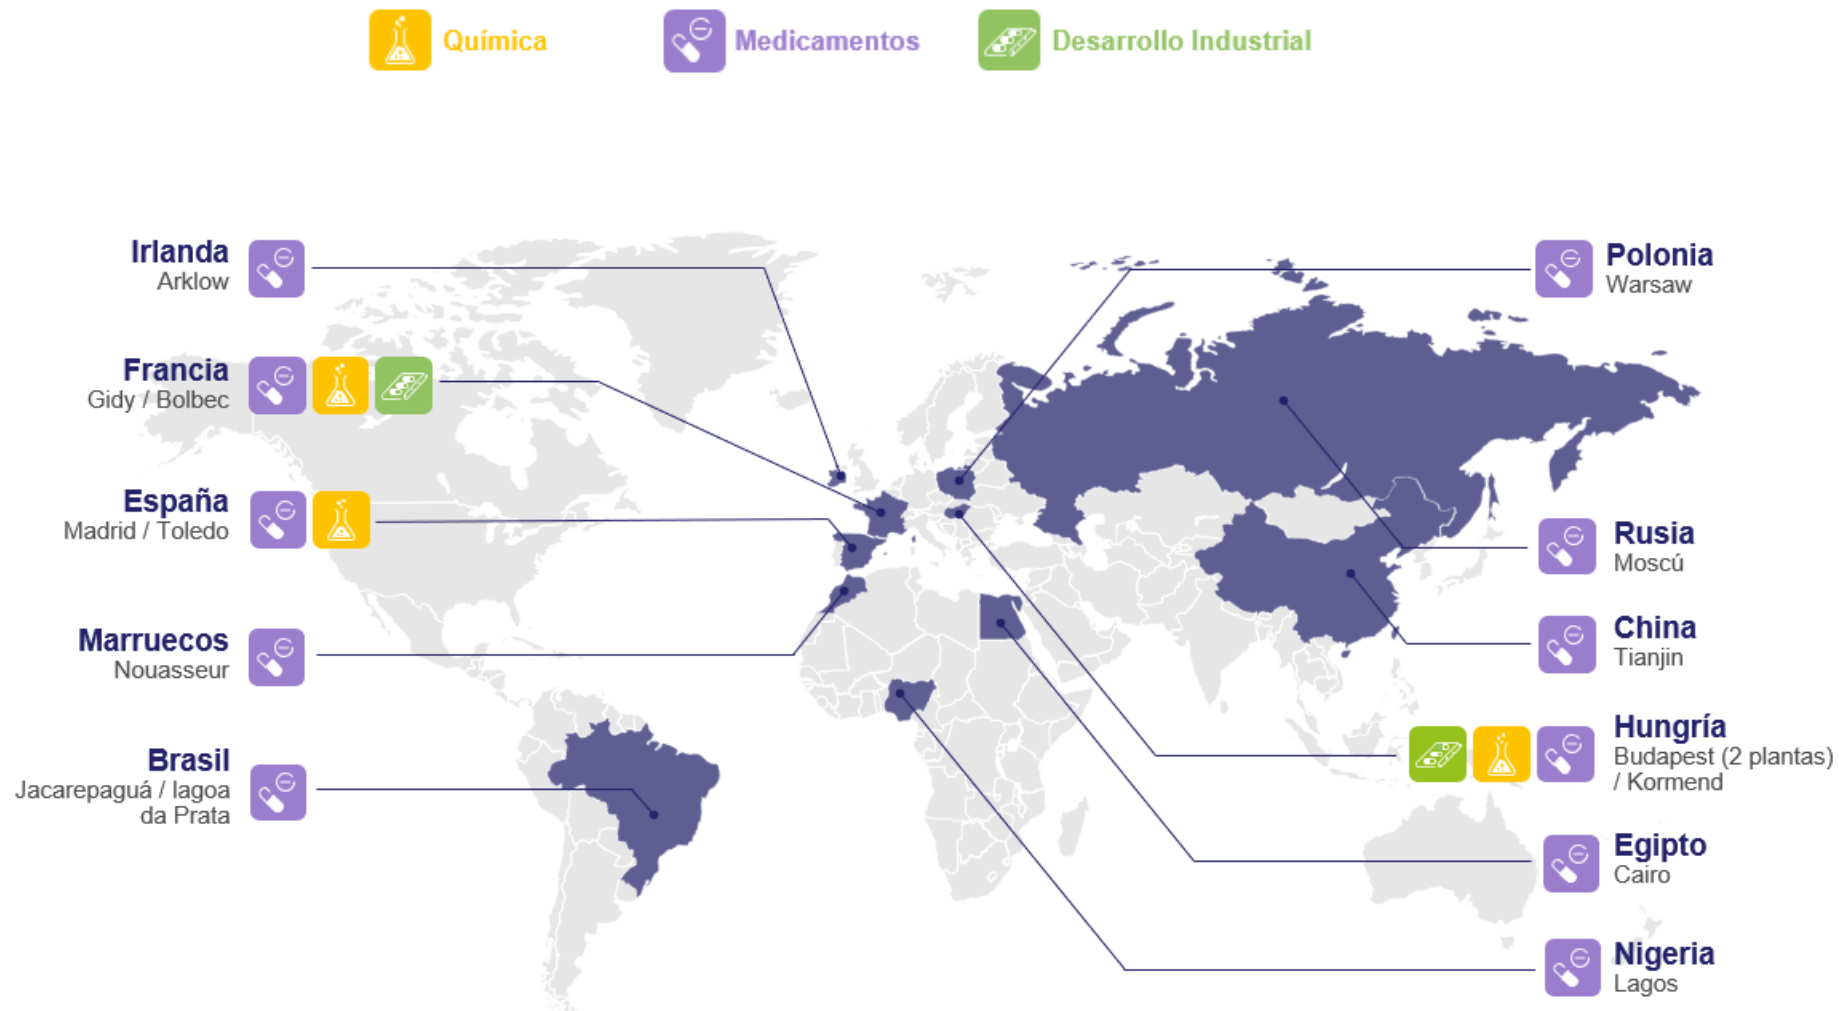 Química
Medicamentos
Desarrollo Industrial
Irlanda
Arklow
Francia
Gidy / Bolbec
España
Madrid / Toledo
Marruecos
Nouasseur
Brasil
Jacarepaguá / lagoa
da Prata
Polonia
Warsaw
Rusia
Moscú
China
Tianjin
Hungría
Budapest (2 plantas)
/ Kormend
Egipto
Cairo
Nigeria
Lagos